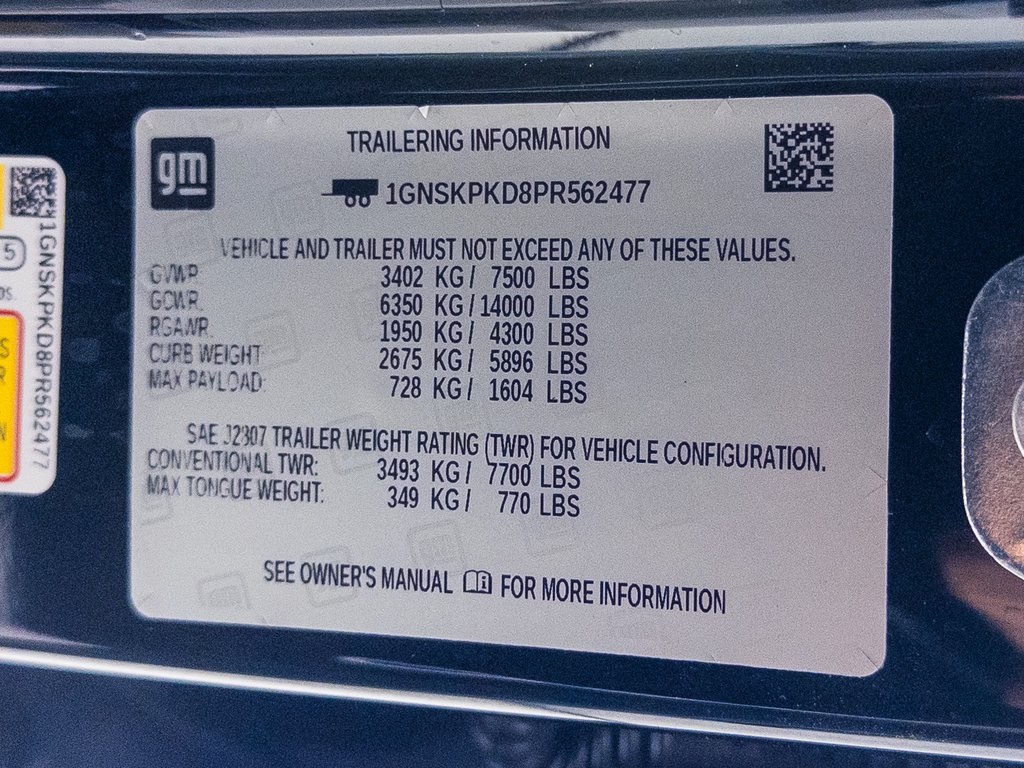 gm
TRAILERING INFORMATION
1GNSKPKD8PR562477
VEHICLE AND TRAILER MUST NOT EXCEED ANY OF THESE VALUES.
GVWR: 3402 KG / 7500 LBS
GCWR: 6350 KG / 14000 LBS
RGAWR: 1950 KG / 4300 LBS
CURB WEIGHT: 2675 KG / 5896 LBS
MAX PAYLOAD: 728 KG / 1604 LBS
SAE J2807 TRAILER WEIGHT RATING (TWR) FOR VEHICLE CONFIGURATION.
CONVENTIONAL TWR: 3493 KG / 7700 LBS
MAX TONGUE WEIGHT: 349 KG / 770 LBS
SEE OWNER'S MANUAL FOR MORE INFORMATION
1GNSKPKD8PR562477
5